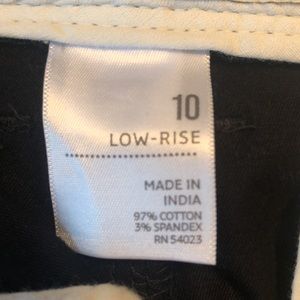 10
LOW-RISE
MADE IN
INDIA
97% COTTON
3% SPANDEX
RN 54023